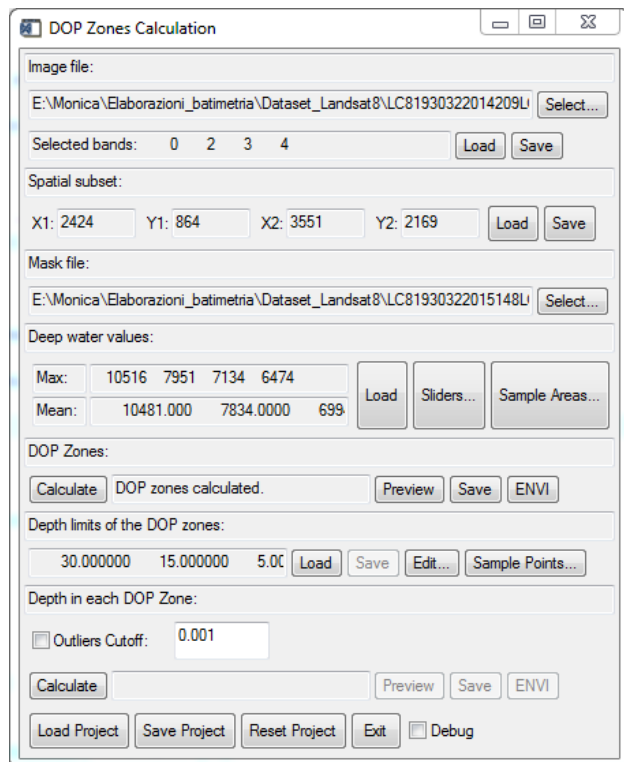 DOP Zones Calculation
Image file:
E:\Monica\Elaborazioni_batimetria\Dataset_Landsat8\LC81930322014209L Select...
Selected bands: 0 2 3 4 Load Save
Spatial subset:
X1: 2424 Y1: 864 X2: 3551 Y2: 2169 Load Save
Mask file:
E:\Monica\Elaborazioni_batimetria\Dataset_Landsat8\LC81930322015148L Select...
Deep water values:
Max: 10516 7951 7134 6474
Mean: 10481.000 7834.0000 699
Load Sliders... Sample Areas...
DOP Zones:
Calculate DOP zones calculated. Preview Save ENVI
Depth limits of the DOP zones:
30.000000 15.000000 5.00 Load Save Edit... Sample Points...
Depth in each DOP Zone:
Outliers Cutoff: 0.001
Calculate Preview Save ENVI
Load Project Save Project Reset Project Exit Debug